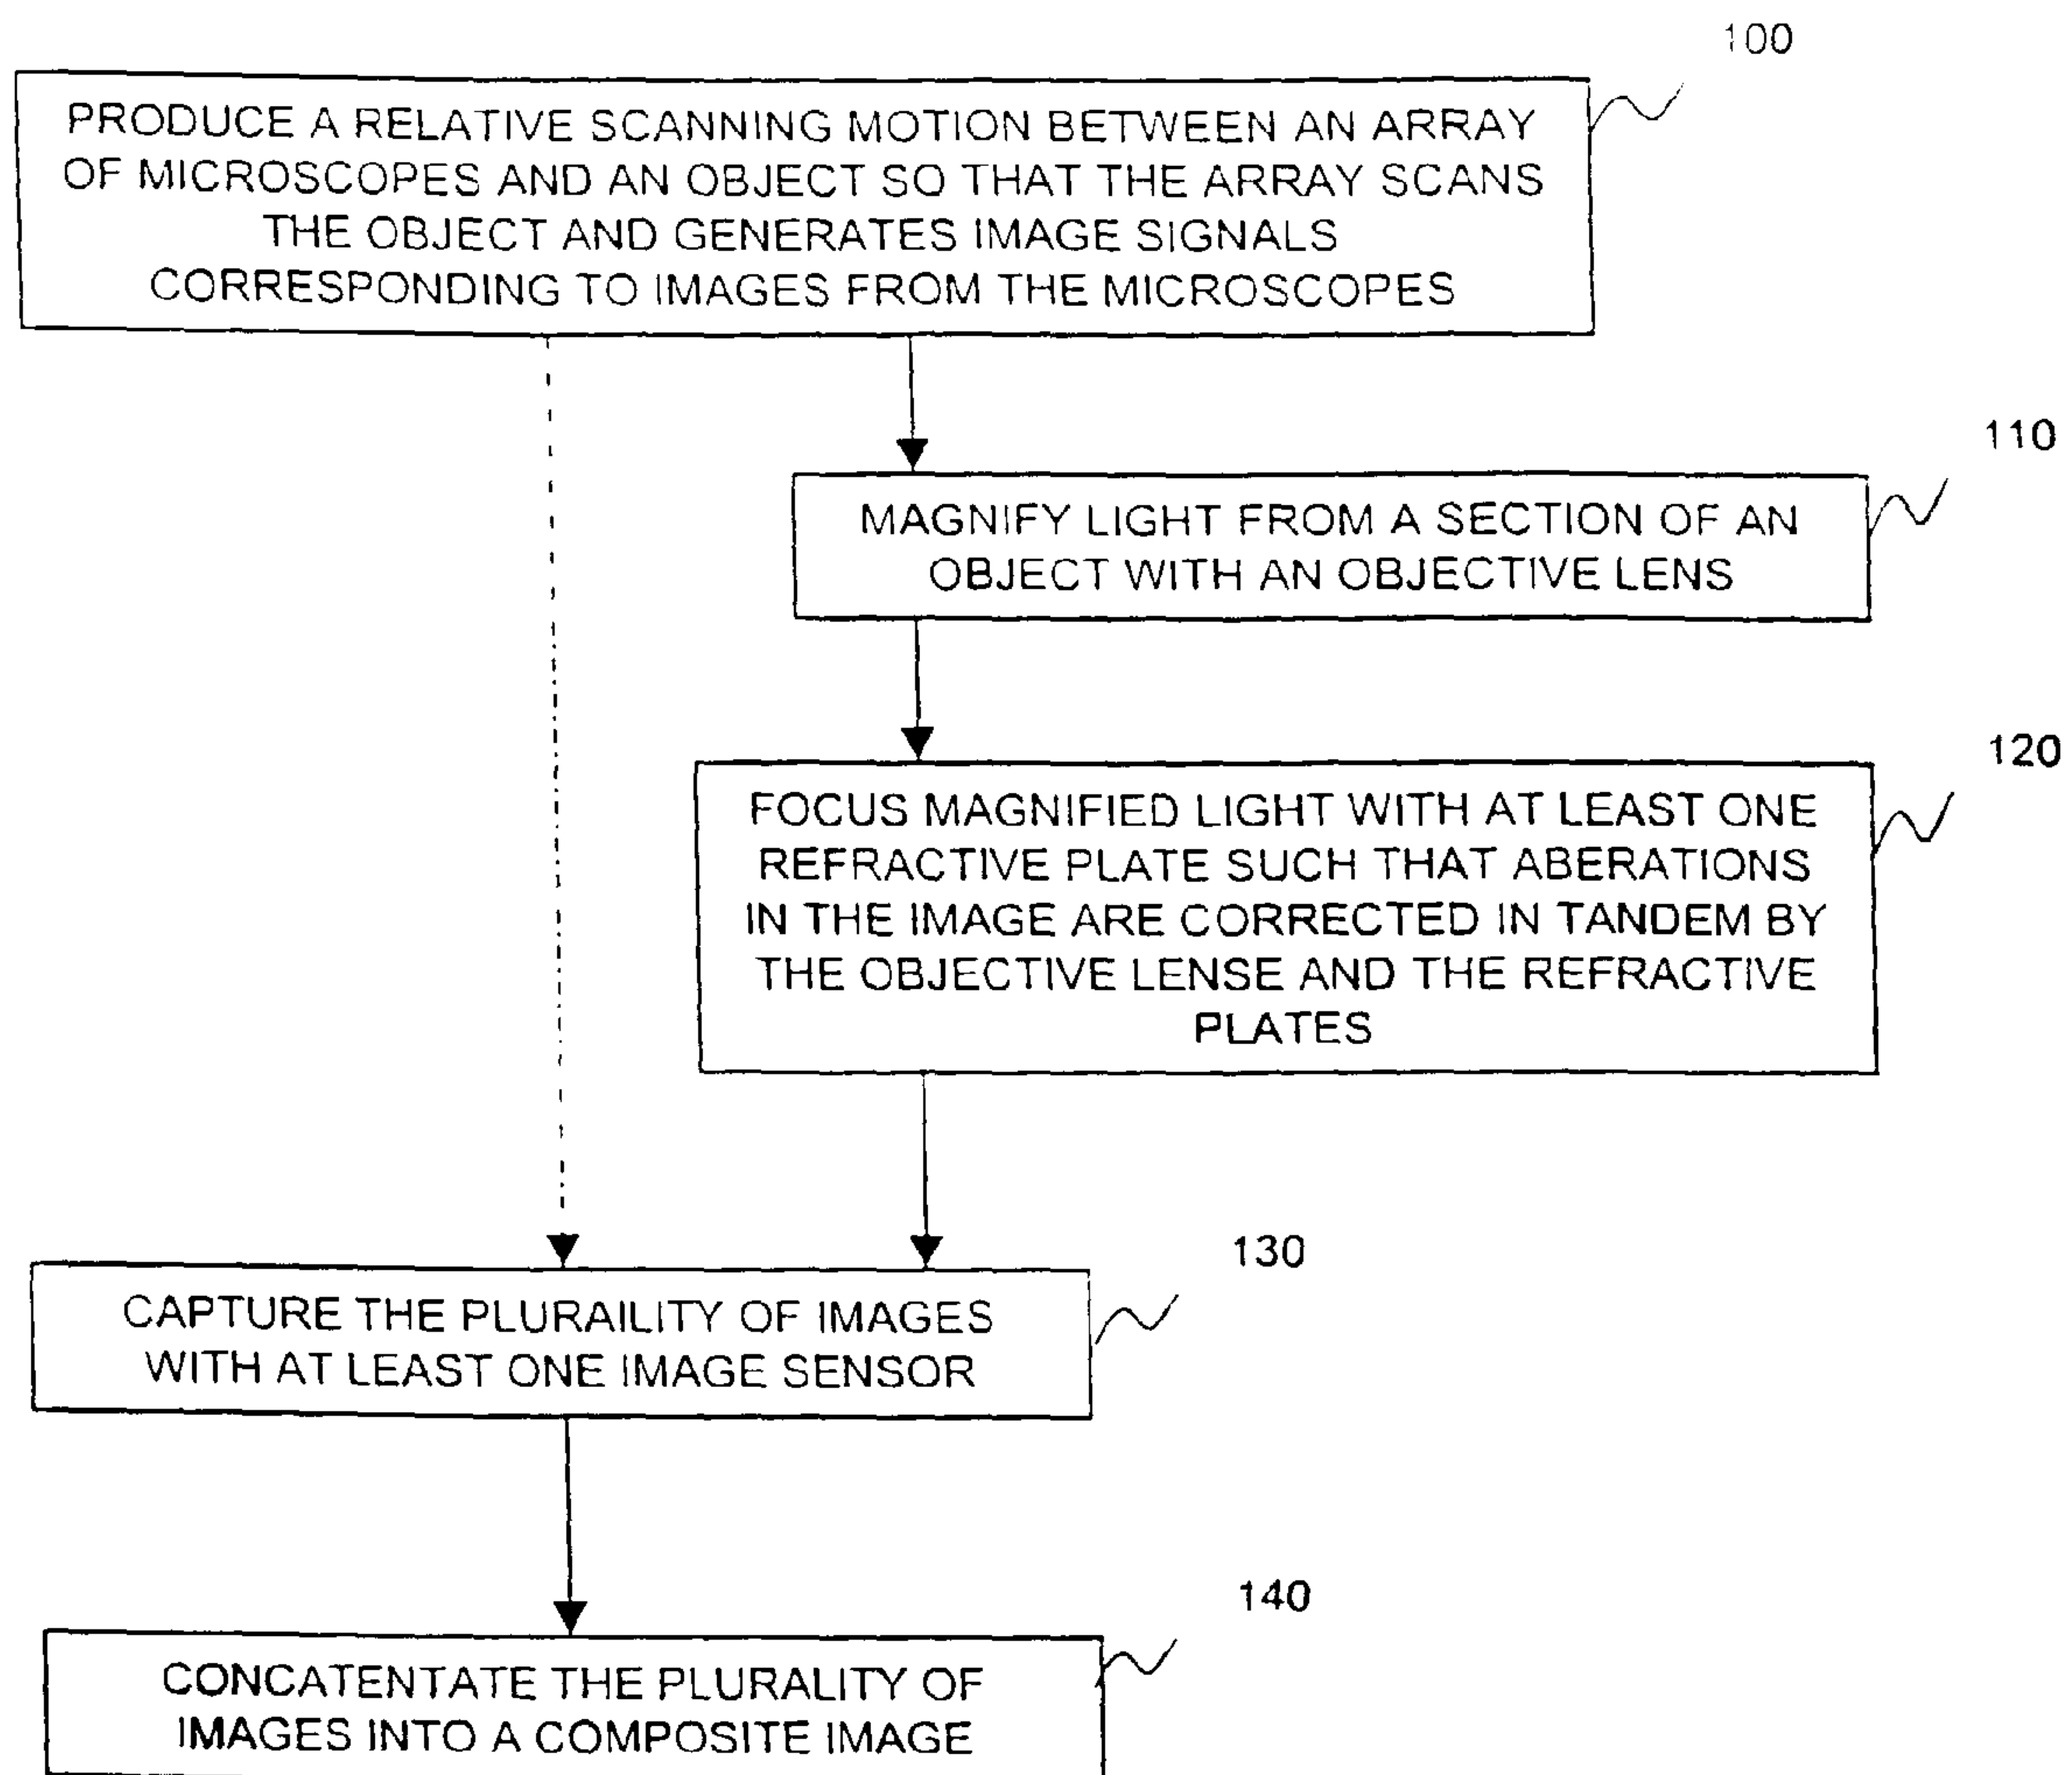 100
PRODUCE A RELATIVE SCANNING MOTION BETWEEN AN ARRAY
OF MICROSCOPES AND AN OBJECT SO THAT THE ARRAY SCANS
THE OBJECT AND GENERATES IMAGE SIGNALS
CORRESPONDING TO IMAGES FROM THE MICROSCOPES
110
MAGNIFY LIGHT FROM A SECTION OF AN
OBJECT WITH AN OBJECTIVE LENS
120
FOCUS MAGNIFIED LIGHT WITH AT LEAST ONE
REFRACTIVE PLATE SUCH THAT ABERATIONS
IN THE IMAGE ARE CORRECTED IN TANDEM BY
THE OBJECTIVE LENSE AND THE REFRACTIVE
PLATES
130
CAPTURE THE PLURAILITY OF IMAGES
WITH AT LEAST ONE IMAGE SENSOR
140
CONCATENTATE THE PLURALITY OF
IMAGES INTO A COMPOSITE IMAGE